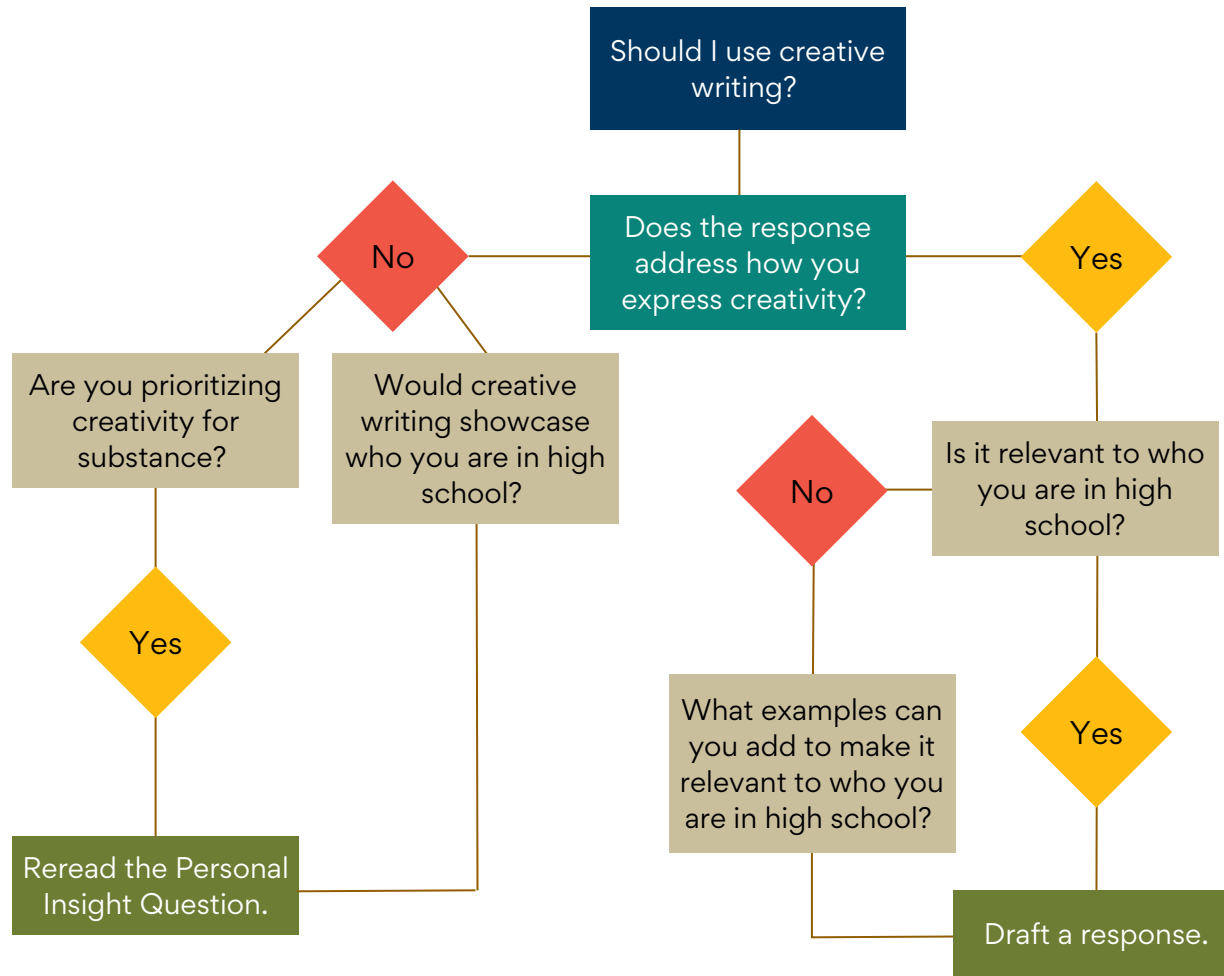 Should I use creative
writing?
Does the response
address how you
express creativity?
No
Yes
Are you prioritizing
creativity for
substance?
Would creative
writing showcase
who you are in high
school?
No
Is it relevant to who
you are in high
school?
Yes
What examples can
you add to make it
relevant to who you
are in high school?
Yes
Reread the Personal
Insight Question.
Draft a response.